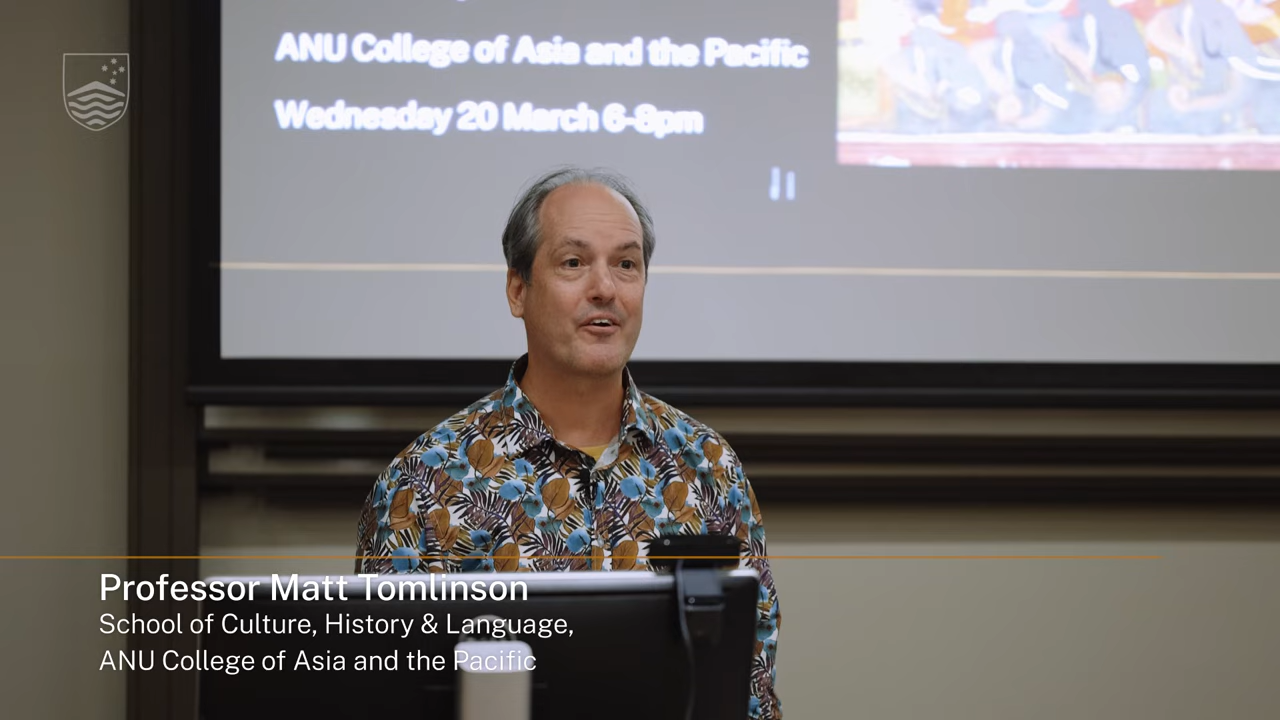 ANU College of Asia and the Pacific
Wednesday 20 March 6-8pm
Professor Matt Tomlinson
School of Culture, History & Language,
ANU College of Asia and the Pacific